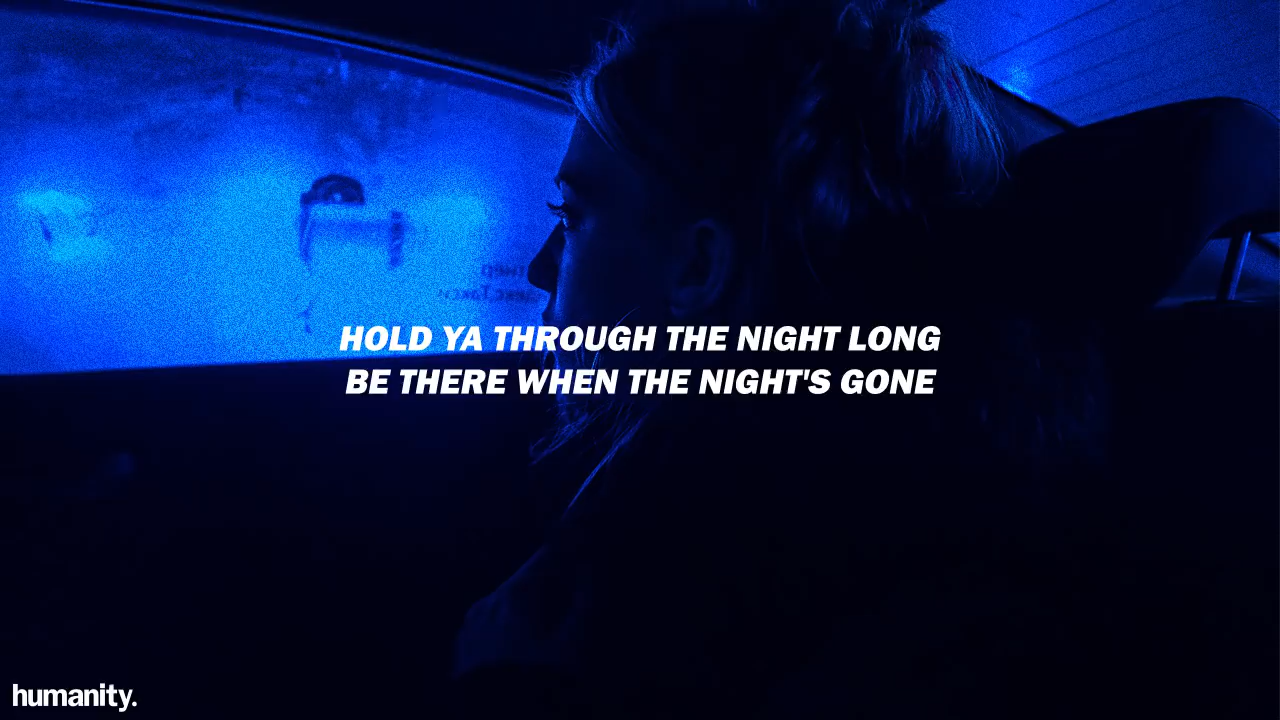 HOLD YA THROUGH THE NIGHT LONG
BE THERE WHEN THE NIGHT'S GONE
humanity.